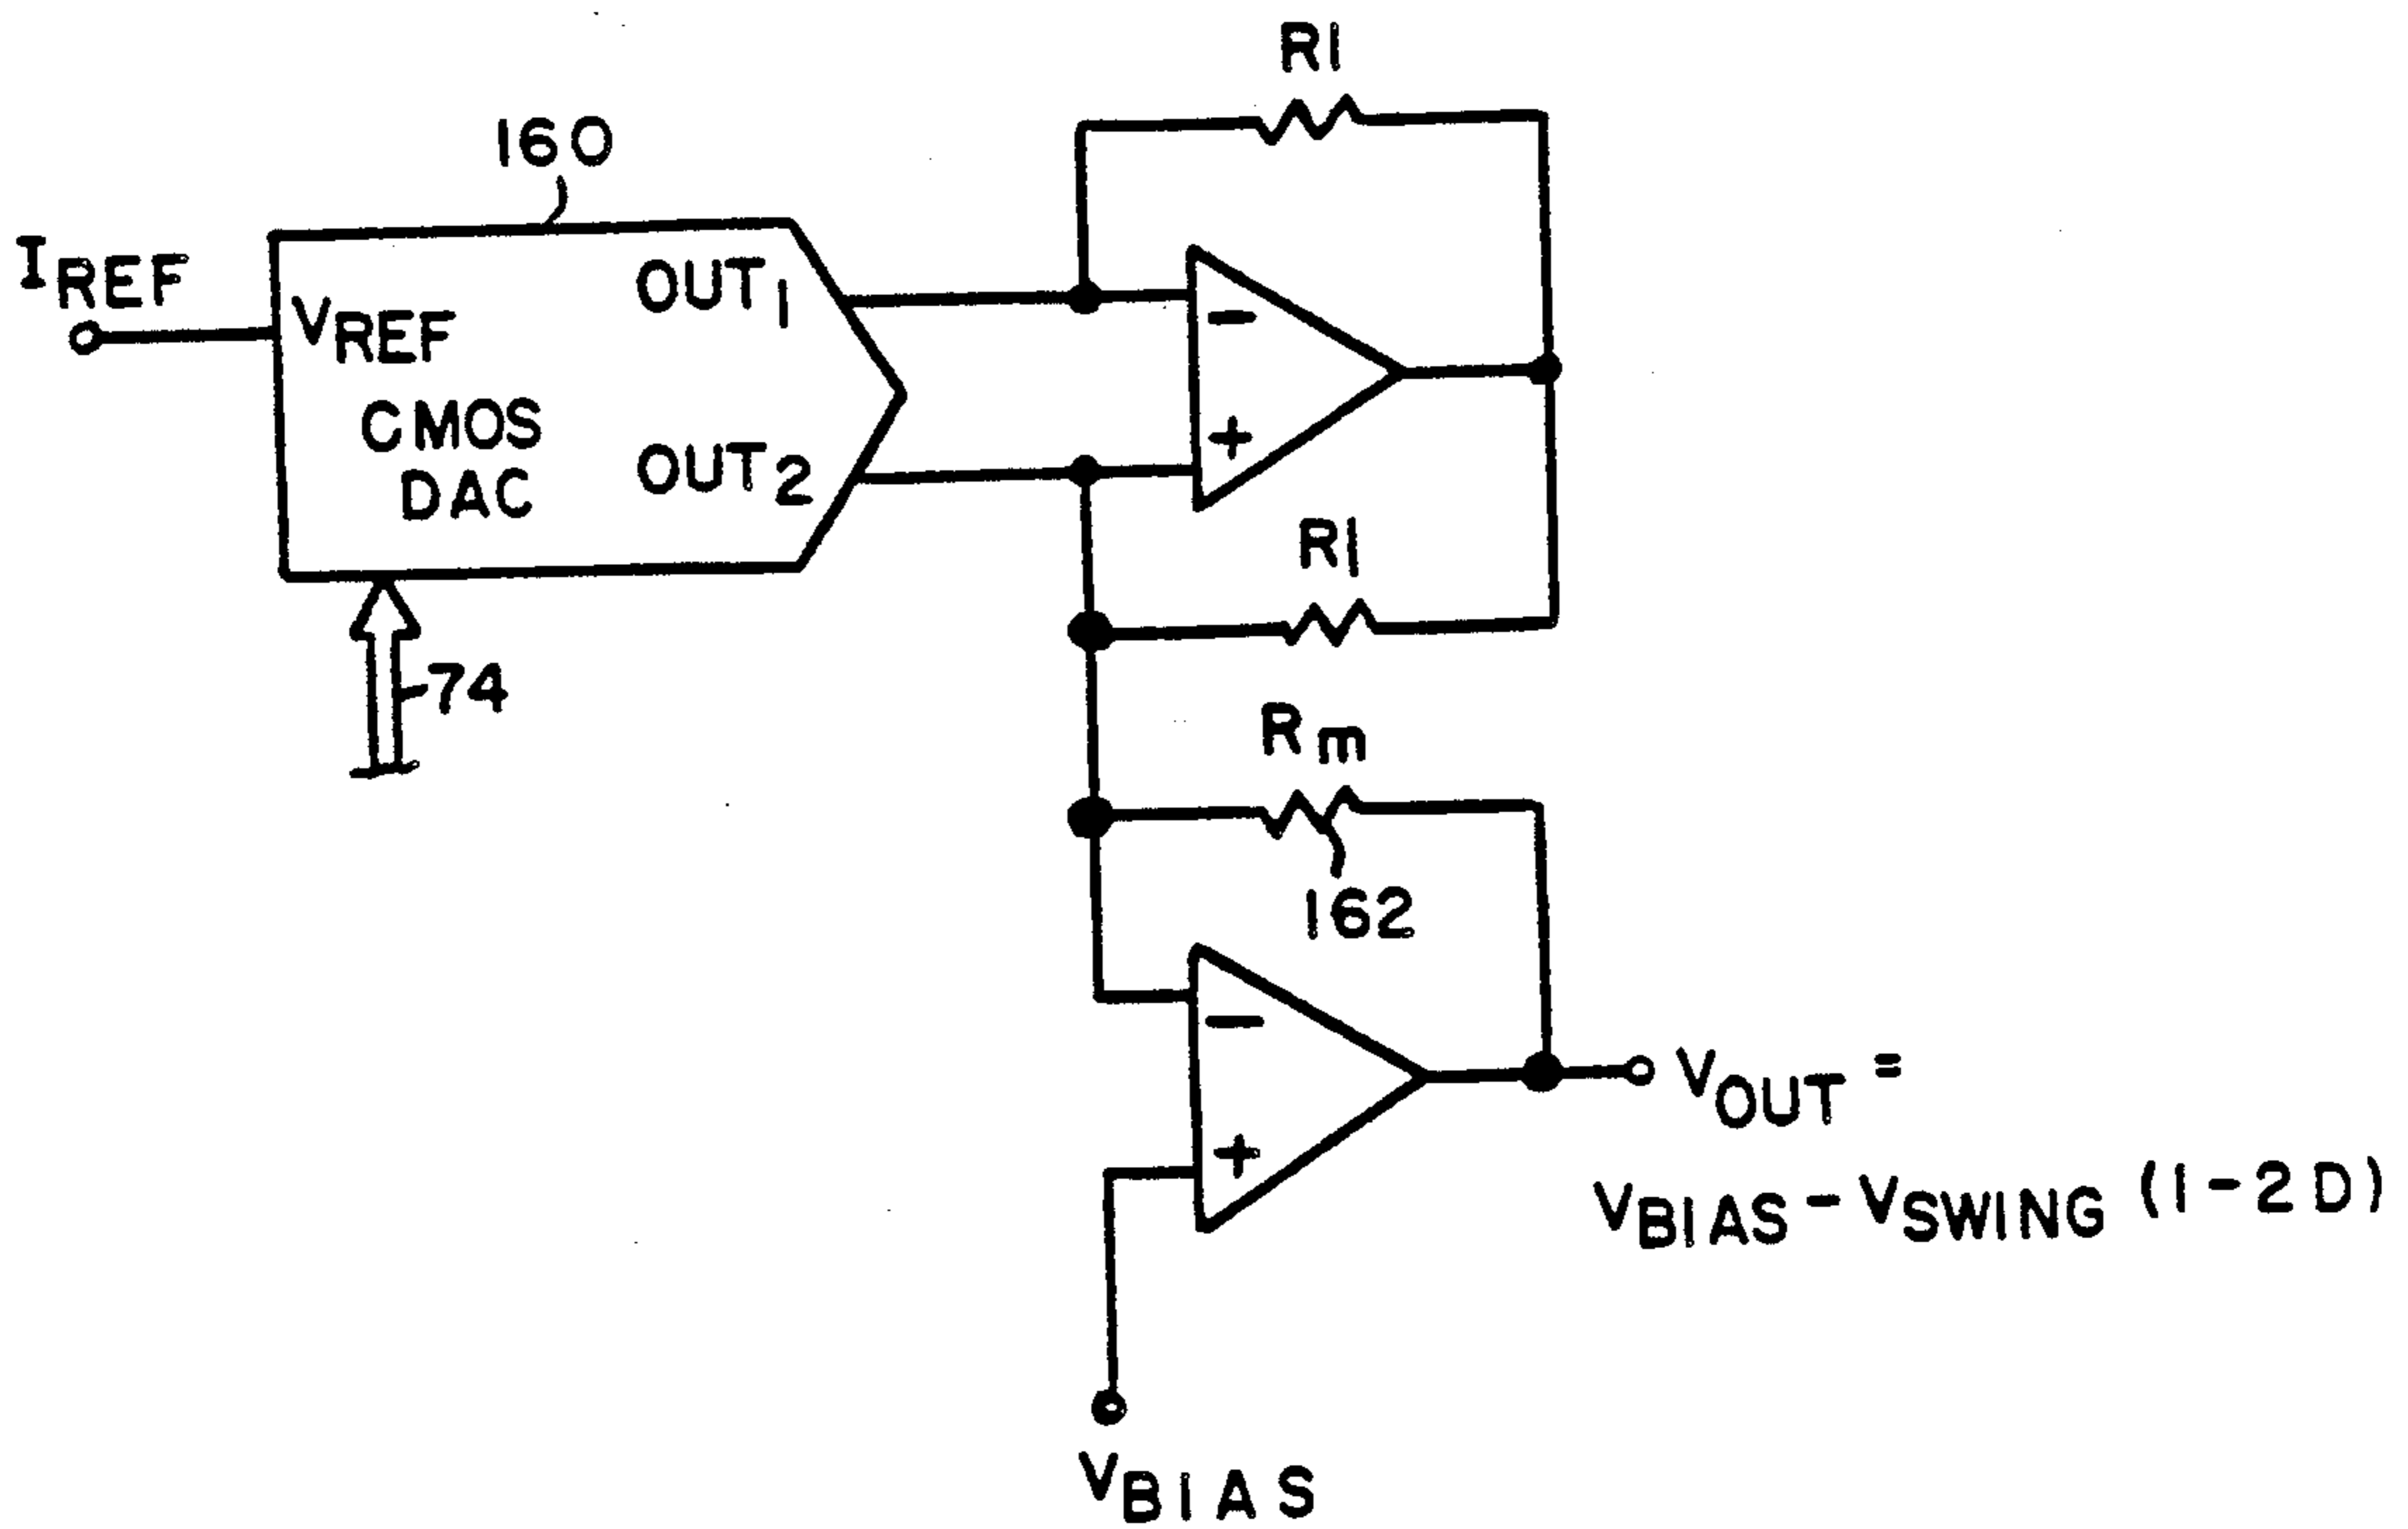 R1
160
IREF
VREF
OUT1
CMOS
DAC
OUT2
-
+
R1
74
Rm
162
-
+
VOUT =
VBIAS - VSWING (1-2D)
VBIAS